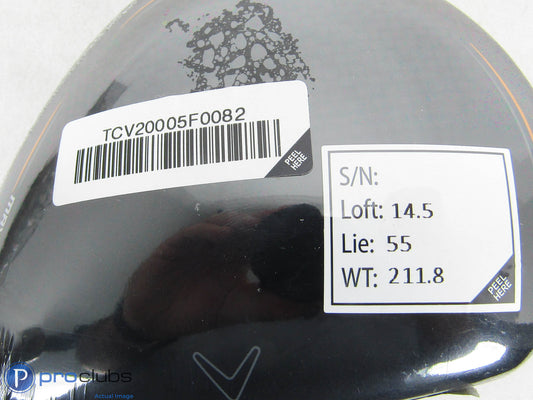 TCV20005F0082
PEEL
HERE
S/N:
Loft: 14.5
Lie: 55
WT: 211.8
PEEL
HERE
proclubs
Actual Image